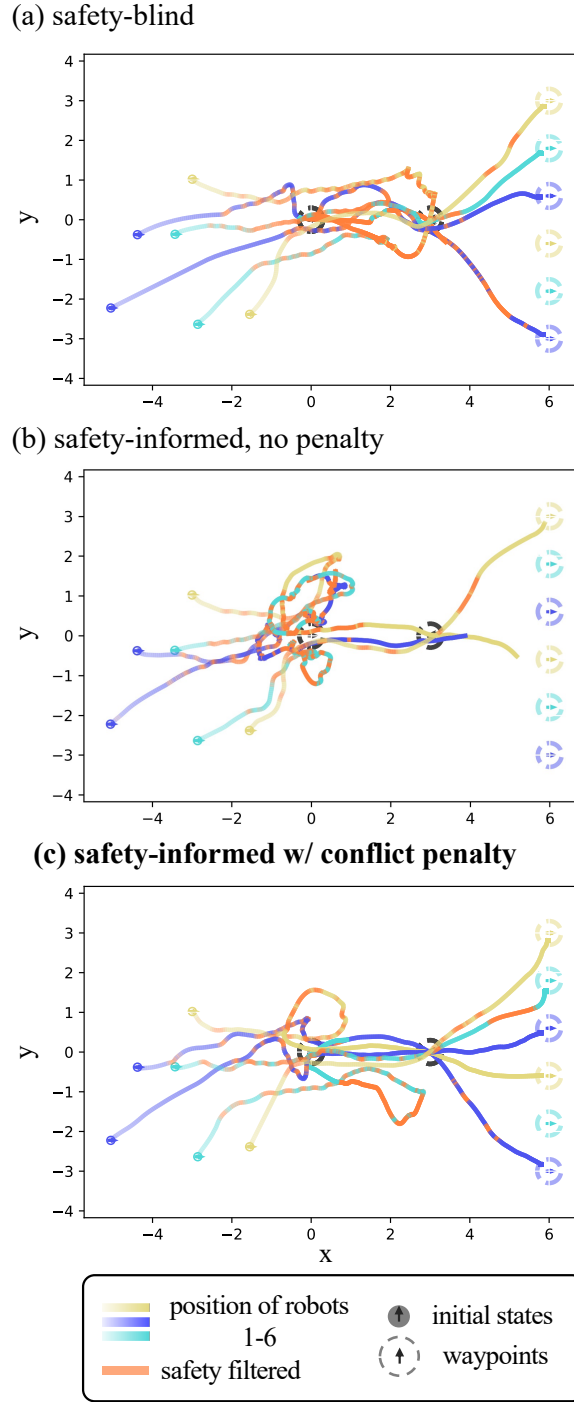 (a) safety-blind
4
3
2
1
y
0
−1
−2
−3
−4
−4 −2 0 2 4 6
(b) safety-informed, no penalty
4
3
2
1
y
0
−1
−2
−3
−4
−4 −2 0 2 4 6
(c) safety-informed w/ conflict penalty
4
3
2
1
y
0
−1
−2
−3
−4
−4 −2 0 2 4 6
x
position of robots
1-6
safety filtered
initial states
waypoints